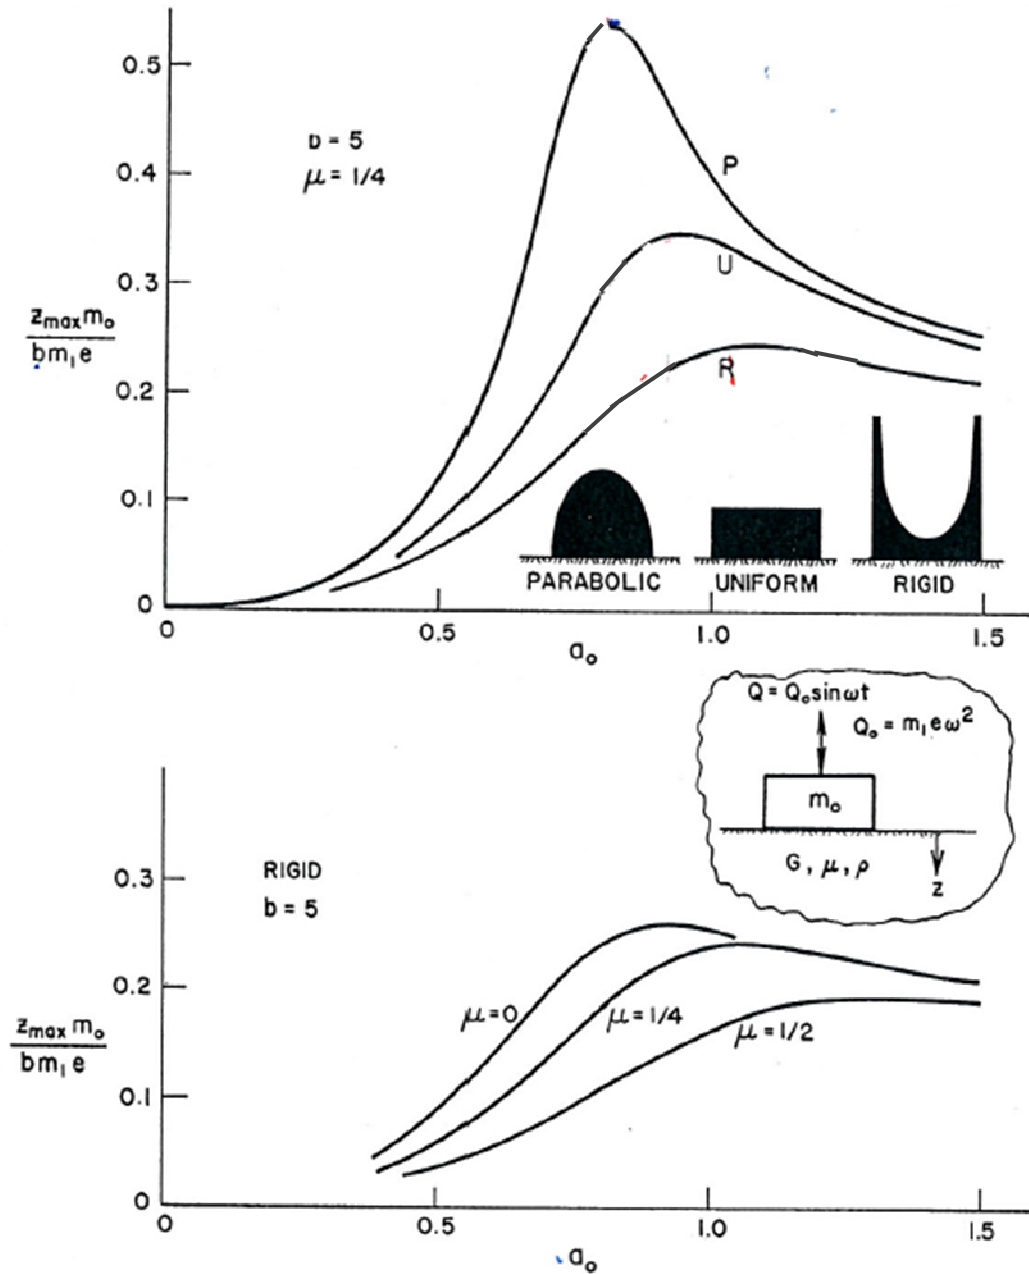 0.5
0.4
0.3
0.2
0.1
0
b = 5
μ = 1/4
P
U
R
z_max m_o
b m_1 e
PARABOLIC
UNIFORM
RIGID
0
0.5
1.0
1.5
a_o
Q = Q_o sin ωt
Q_o = m_1 e ω²
m_o
G, μ, ρ
z
RIGID
b = 5
0.3
0.2
0.1
0
z_max m_o
b m_1 e
μ=0
μ=1/4
μ=1/2
0
0.5
1.0
1.5
a_o